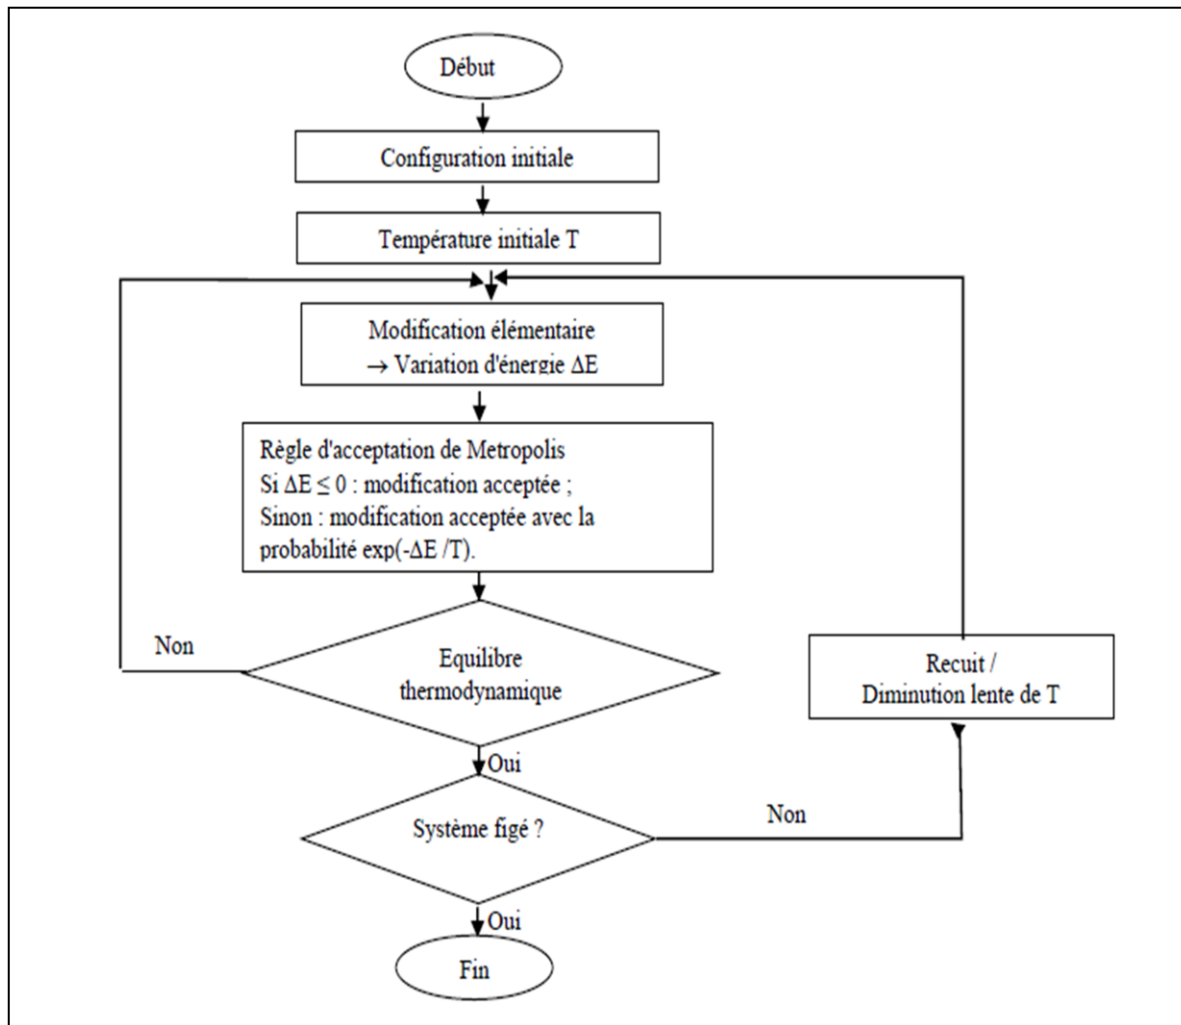 Début
Configuration initiale
Température initiale T
Modification élémentaire
→ Variation d'énergie ΔE
Règle d'acceptation de Metropolis
Si ΔE ≤ 0 : modification acceptée ;
Sinon : modification acceptée avec la
probabilité exp(-ΔE /T).
Non
Equilibre
thermodynamique
Recuit /
Diminution lente de T
Oui
Système figé ?
Non
Oui
Fin